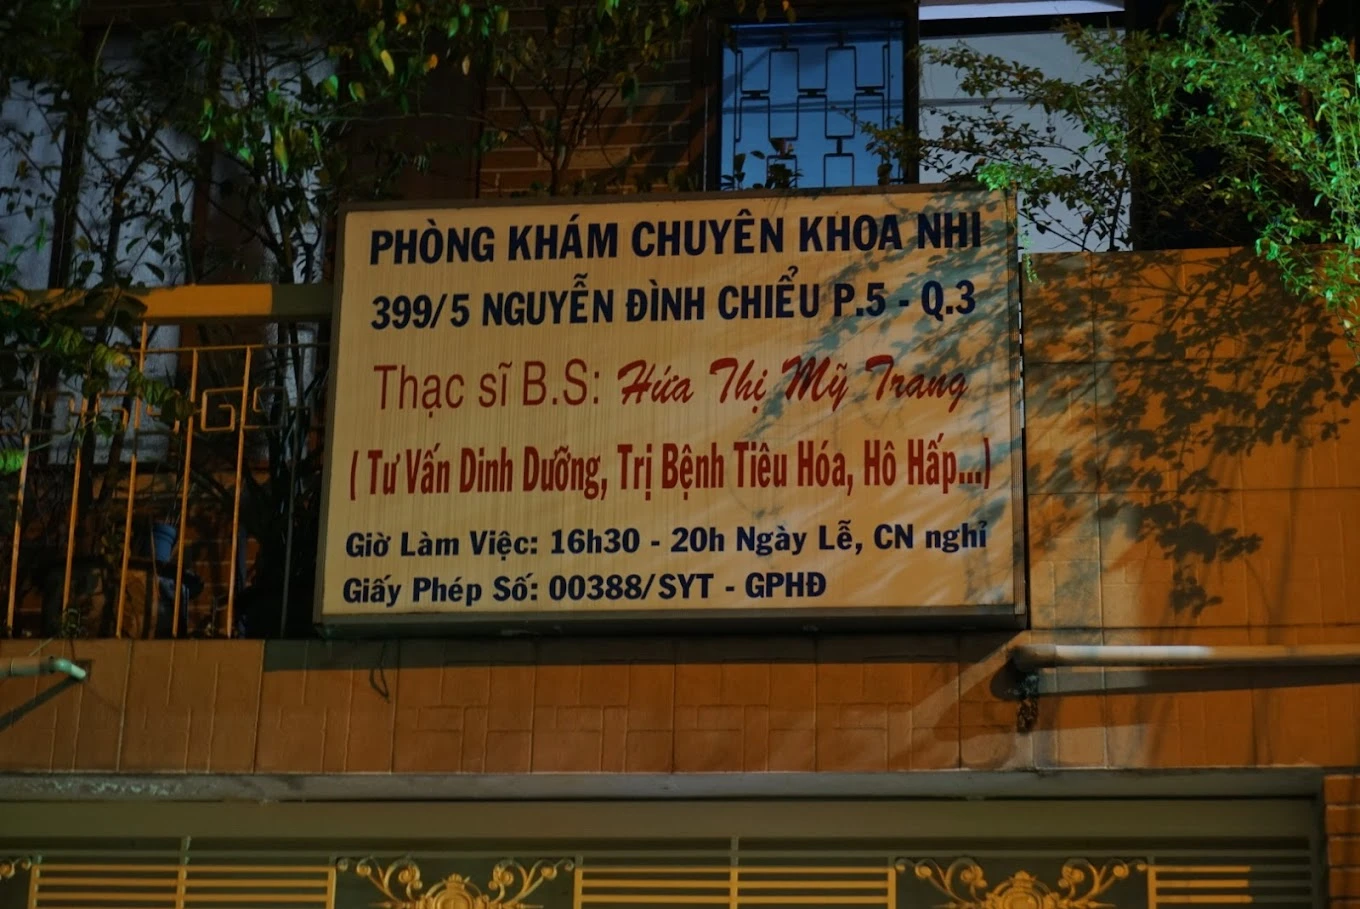 PHÒNG KHÁM CHUYÊN KHOA NHI
399/5 NGUYỄN ĐÌNH CHIỂU P.5 - Q.3
Thạc sĩ B.S: Hứa Thị Mỹ Trang
( Tư Vấn Dinh Dưỡng, Trị Bệnh Tiêu Hóa, Hô Hấp...)
Giờ Làm Việc: 16h30 - 20h Ngày Lễ, CN nghỉ
Giấy Phép Số: 00388/SYT - GPHĐ